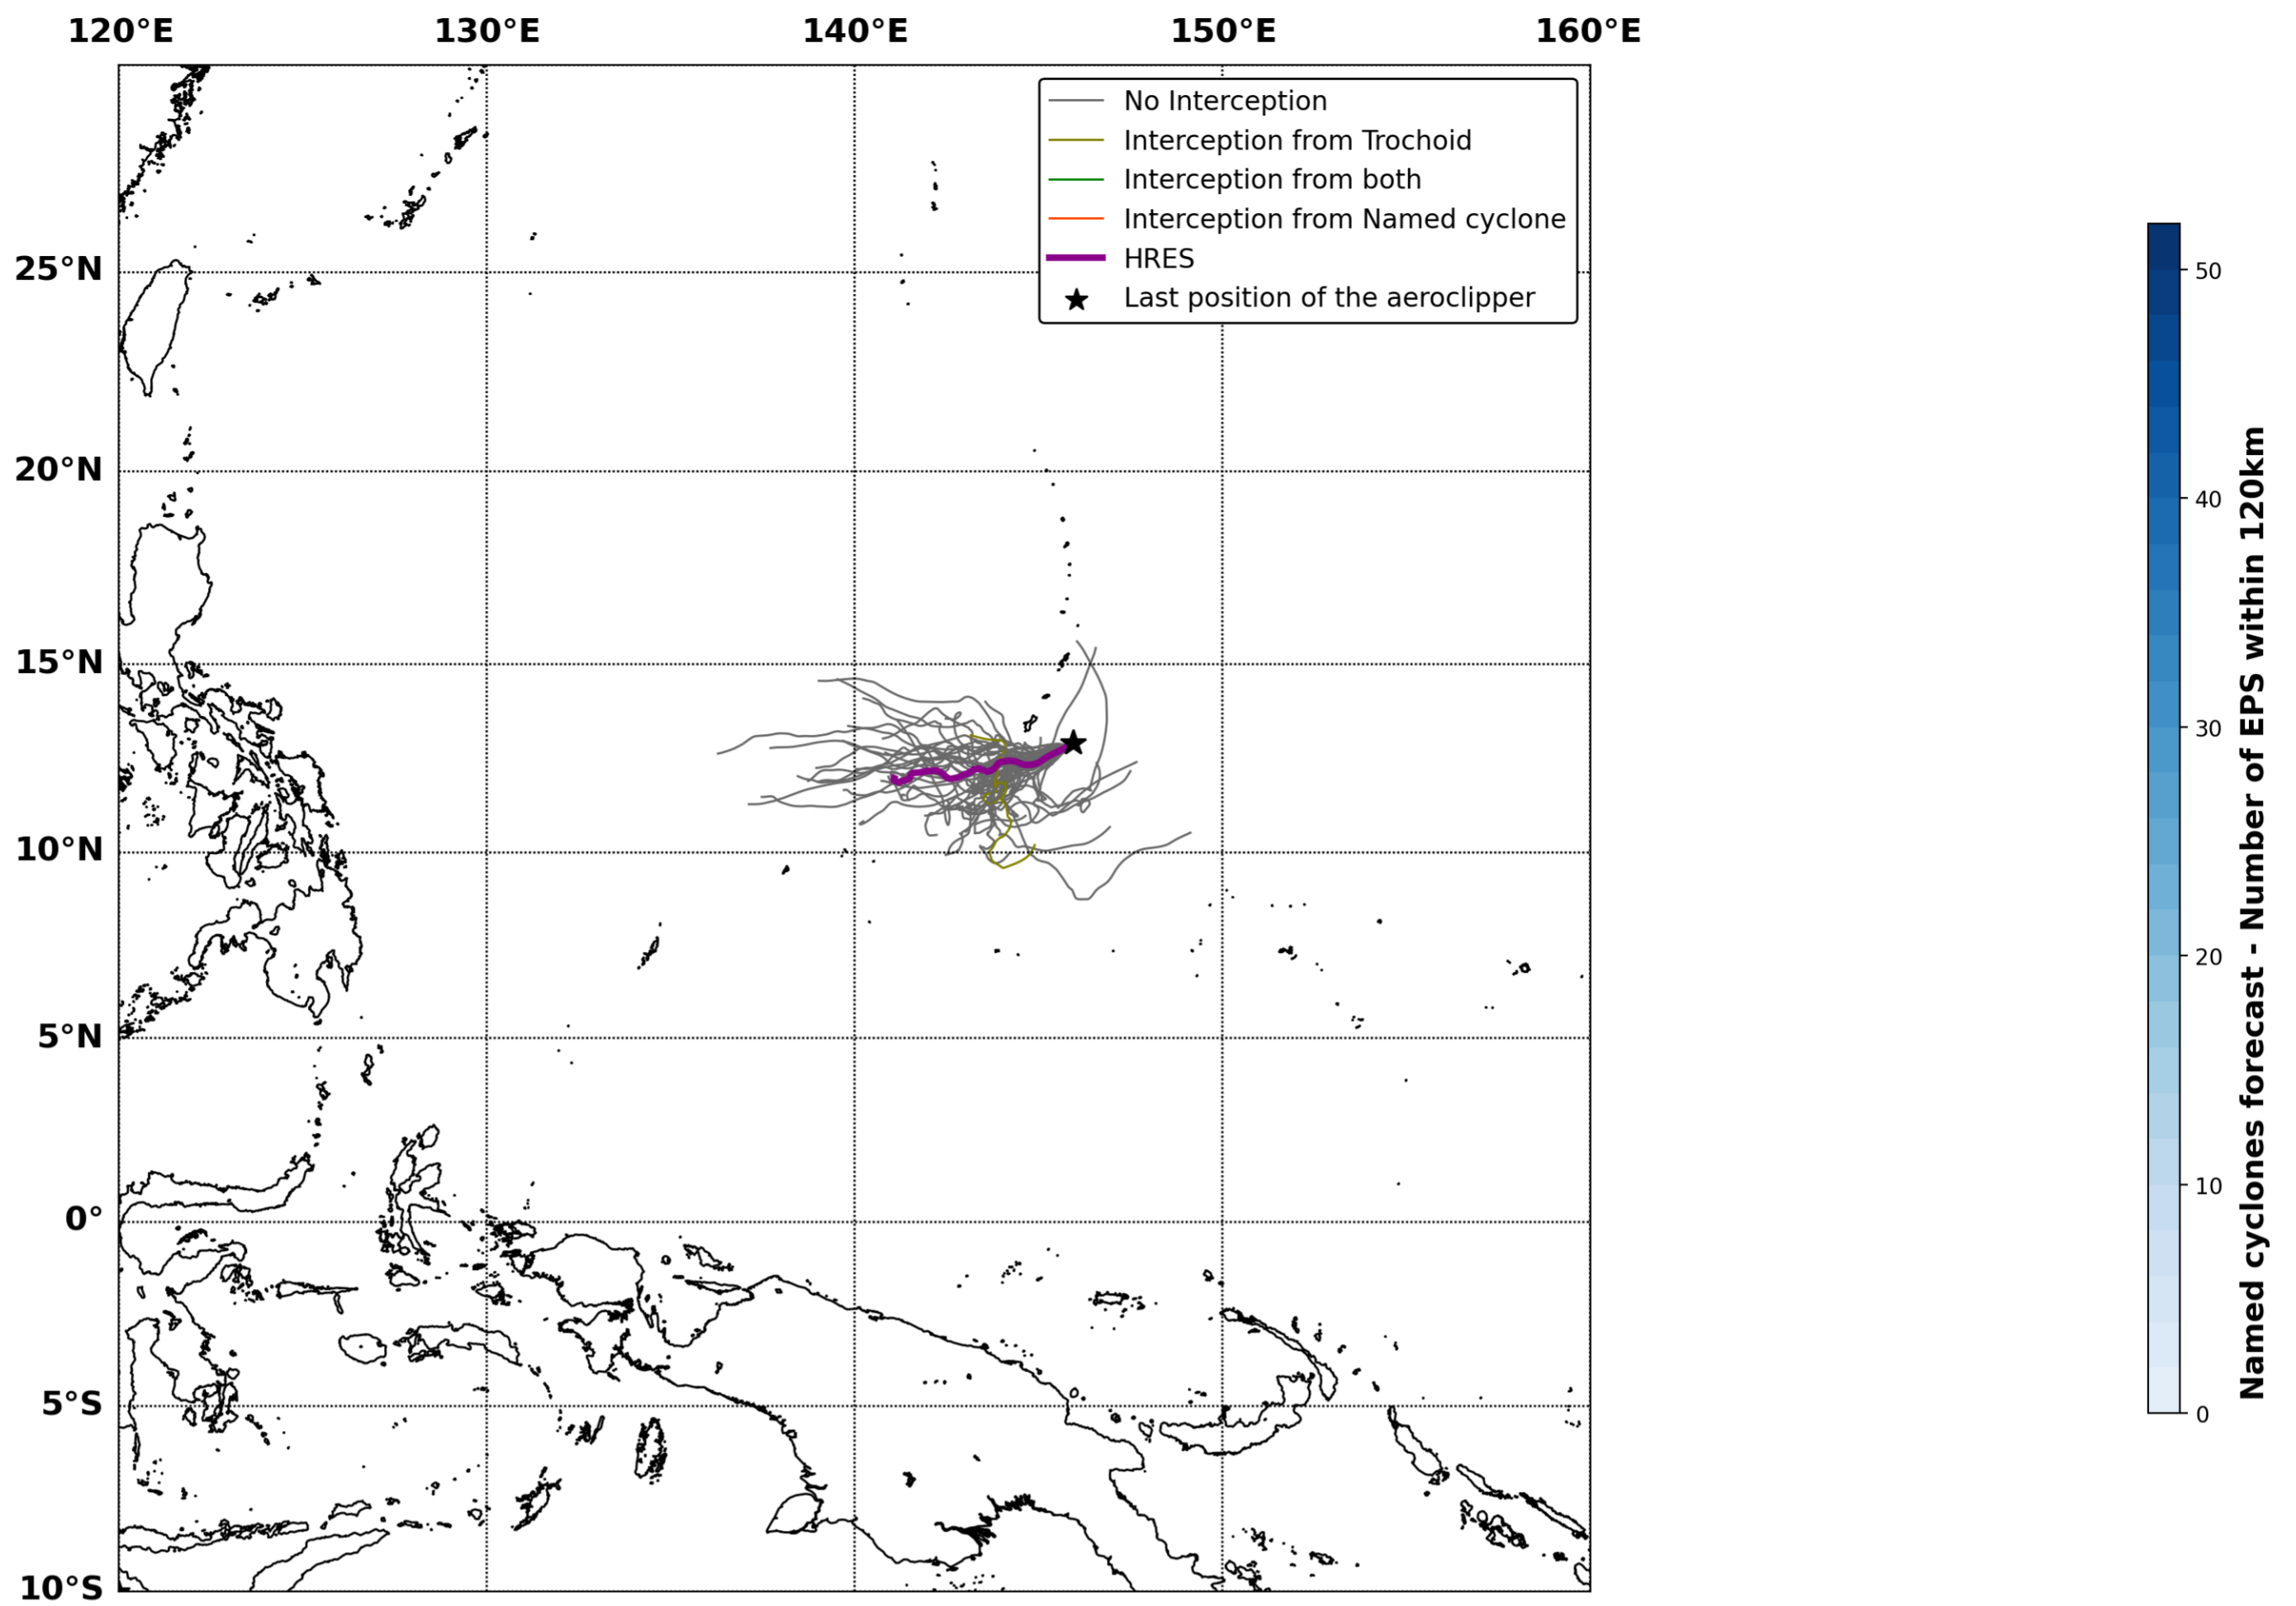 120°E 130°E 140°E 150°E 160°E
No Interception
Interception from Trochoid
Interception from both
Interception from Named cyclone
HRES
Last position of the aeroclipper
25°N
20°N
15°N
10°N
5°N
0°
5°S
10°S
50
40
30
20
10
0
Named cyclones forecast - Number of EPS within 120km